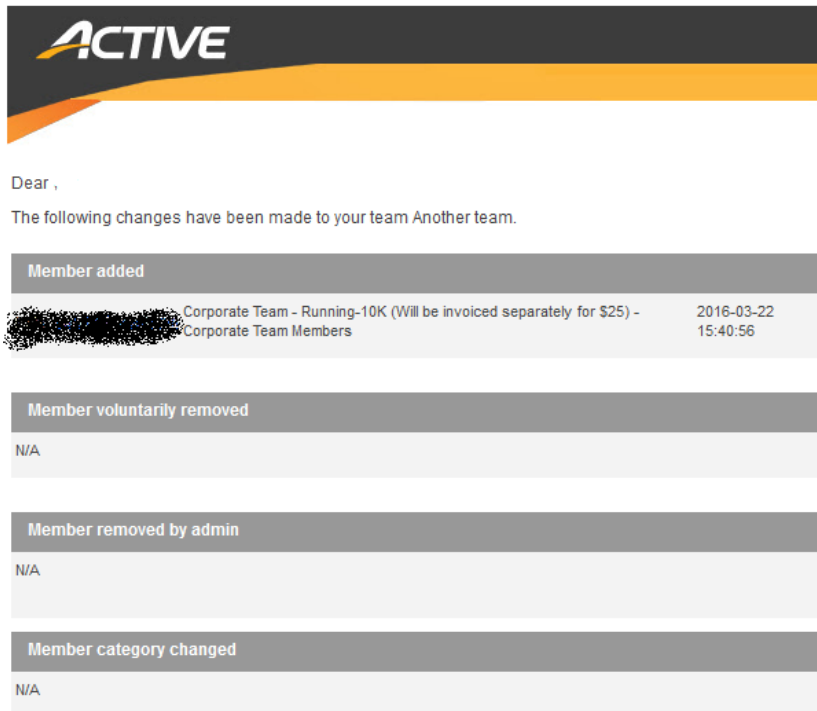 ACTIVE
Dear ,
The following changes have been made to your team Another team.
Member added
Corporate Team - Running-10K (Will be invoiced separately for $25) - 2016-03-22
Corporate Team Members 15:40:56
Member voluntarily removed
N/A
Member removed by admin
N/A
Member category changed
N/A